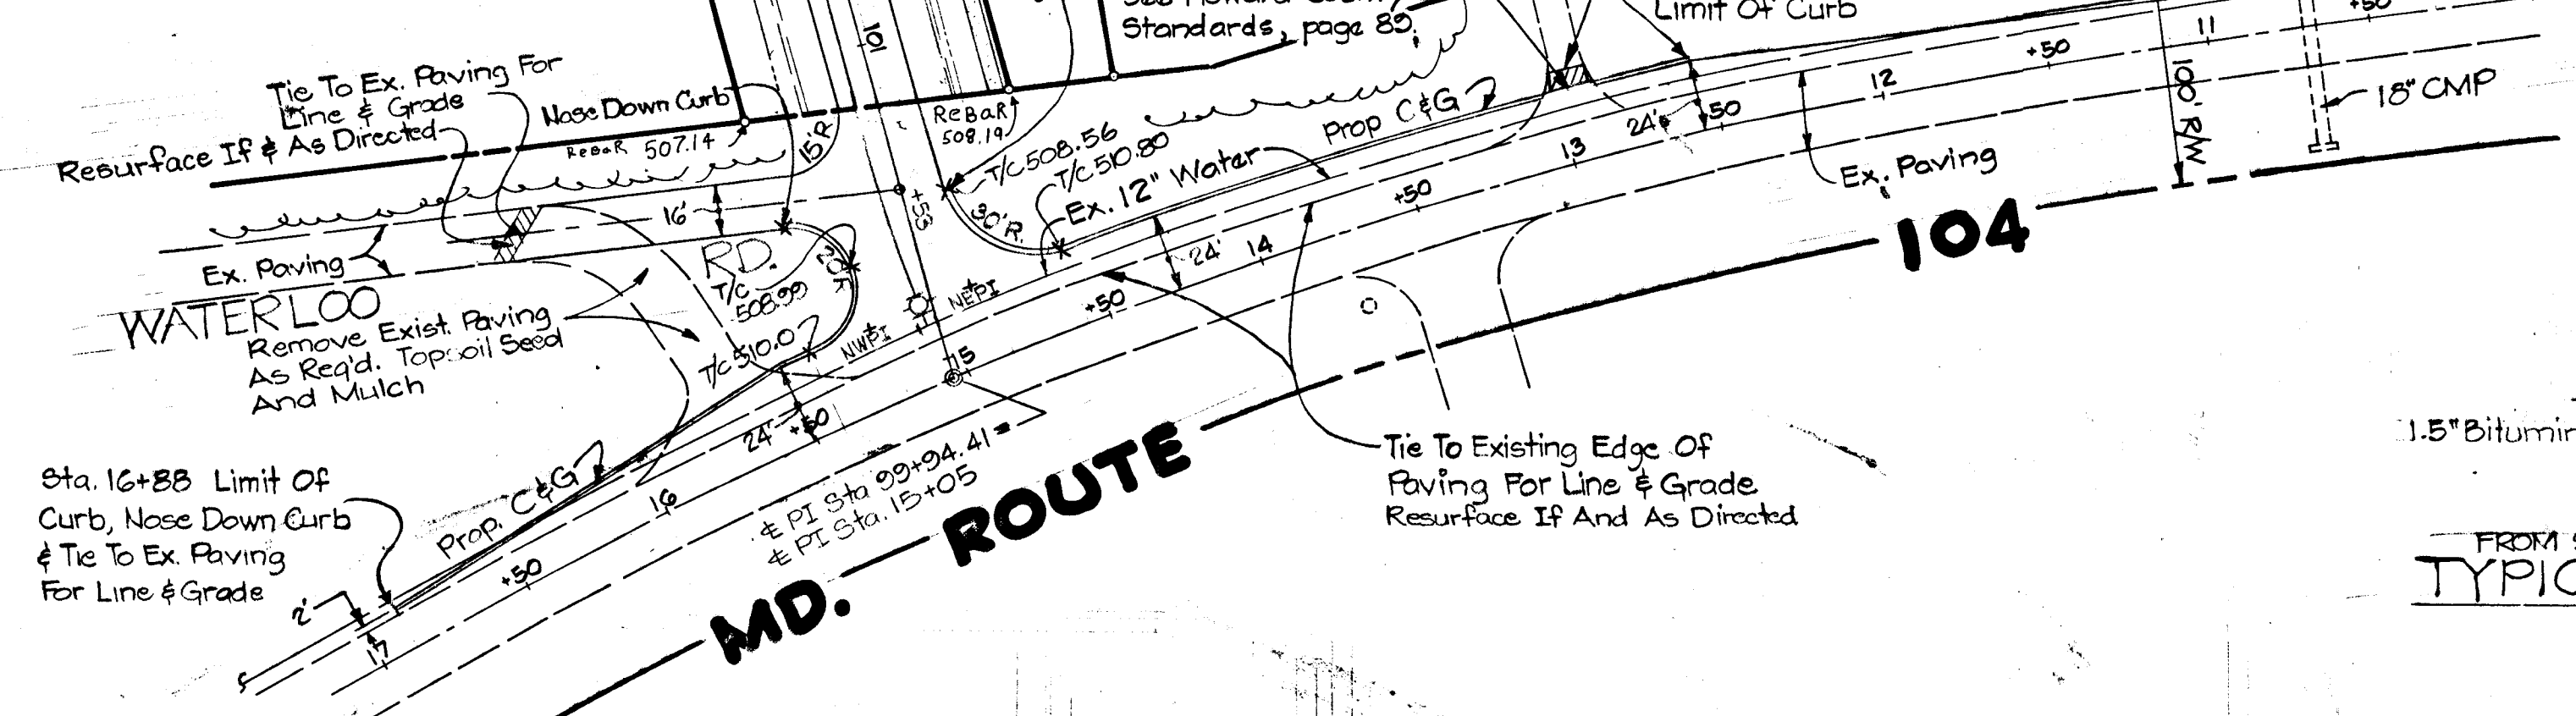 Standards, page 89.
Limit Of Curb
101
+50
11
+50
12
100' R/W
18" CMP
Tie To Ex. Paving For
Line & Grade
Resurface If & As Directed
Nose Down Curb
ReBaR 507.14
15'R
ReBaR
508.19
T/C 508.56
T/C 510.80
Prop C&G
24'
+50
13
Ex. Paving
Ex. 12" Water
+50
16'
+53
30'R.
Ex. Paving
RD.
WATERLOO
T/C
508.99
20'R
24'
14
104
Remove Exist. Paving
As Req'd. Topsoil Seed
And Mulch
T/C 510.0
NWPI
NEPI
+50
15
24'
+50
Sta. 16+88 Limit Of
Curb, Nose Down Curb
& Tie To Ex. Paving
For Line & Grade
Prop. C&G
16
+50
2'
17
℄ PI Sta 99+94.41 =
℄ PI Sta. 15+05
MD. ROUTE
Tie To Existing Edge Of
Paving For Line & Grade
Resurface If And As Directed
1.5" Bitumin
FROM
TYPIC